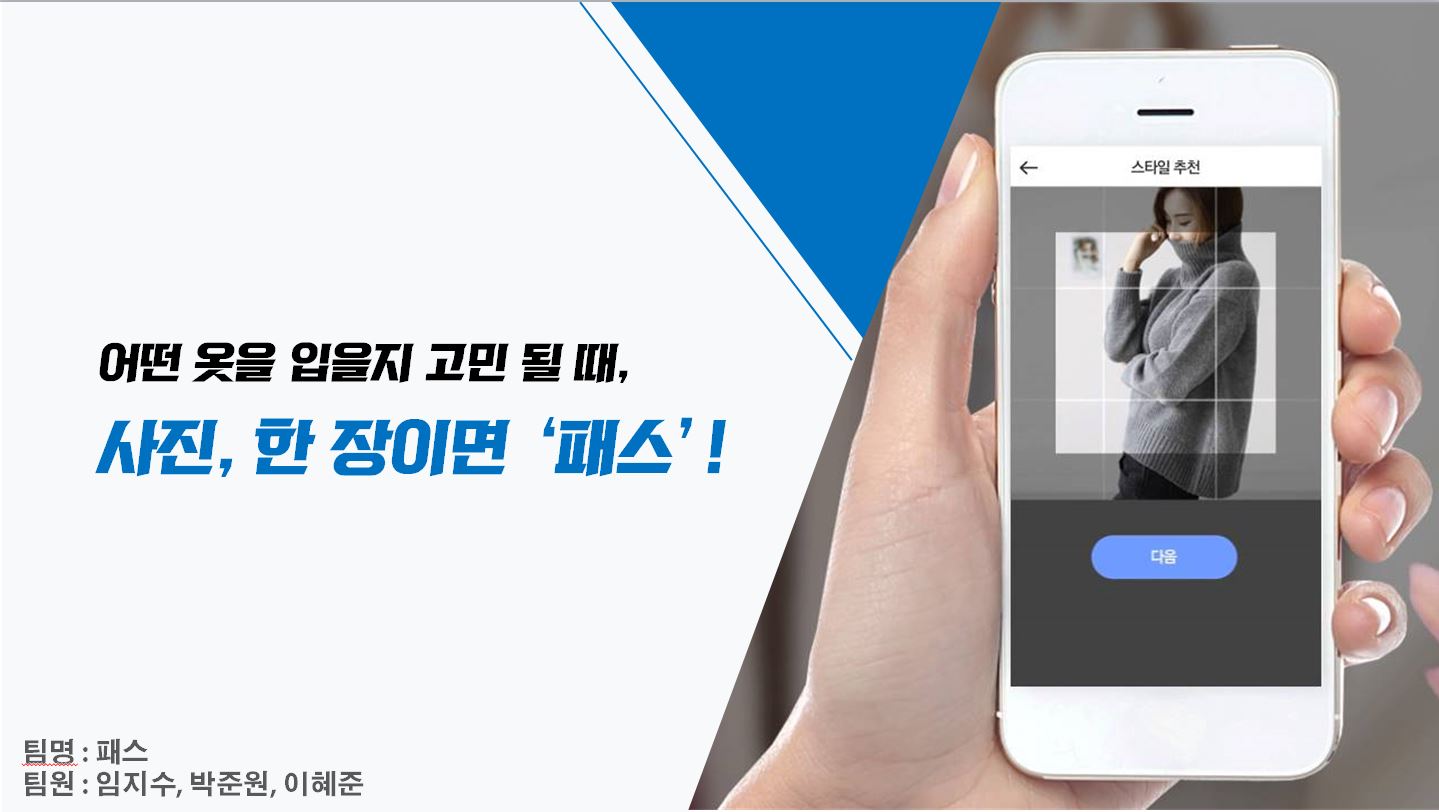 어떤 옷을 입을지 고민 될 때,
사진, 한 장이면 ‘패스’ !
스타일 추천
다음
팀명 : 패스
팀원 : 임지수, 박준원, 이혜준